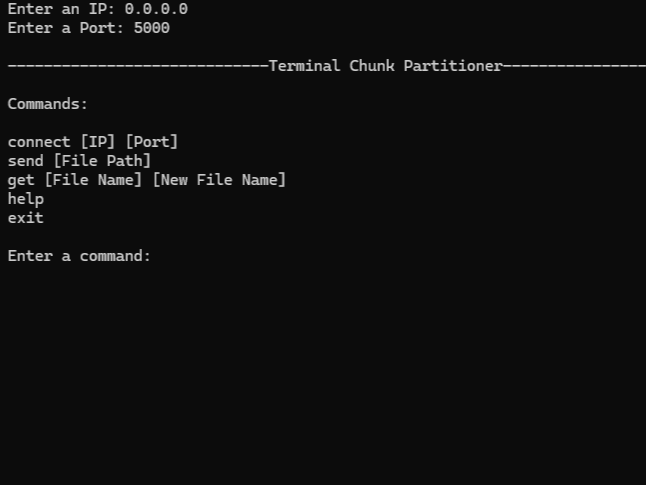 Enter an IP: 0.0.0.0
Enter a Port: 5000
-----------------------------Terminal Chunk Partitioner----------------
Commands:
connect [IP] [Port]
send [File Path]
get [File Name] [New File Name]
help
exit
Enter a command: